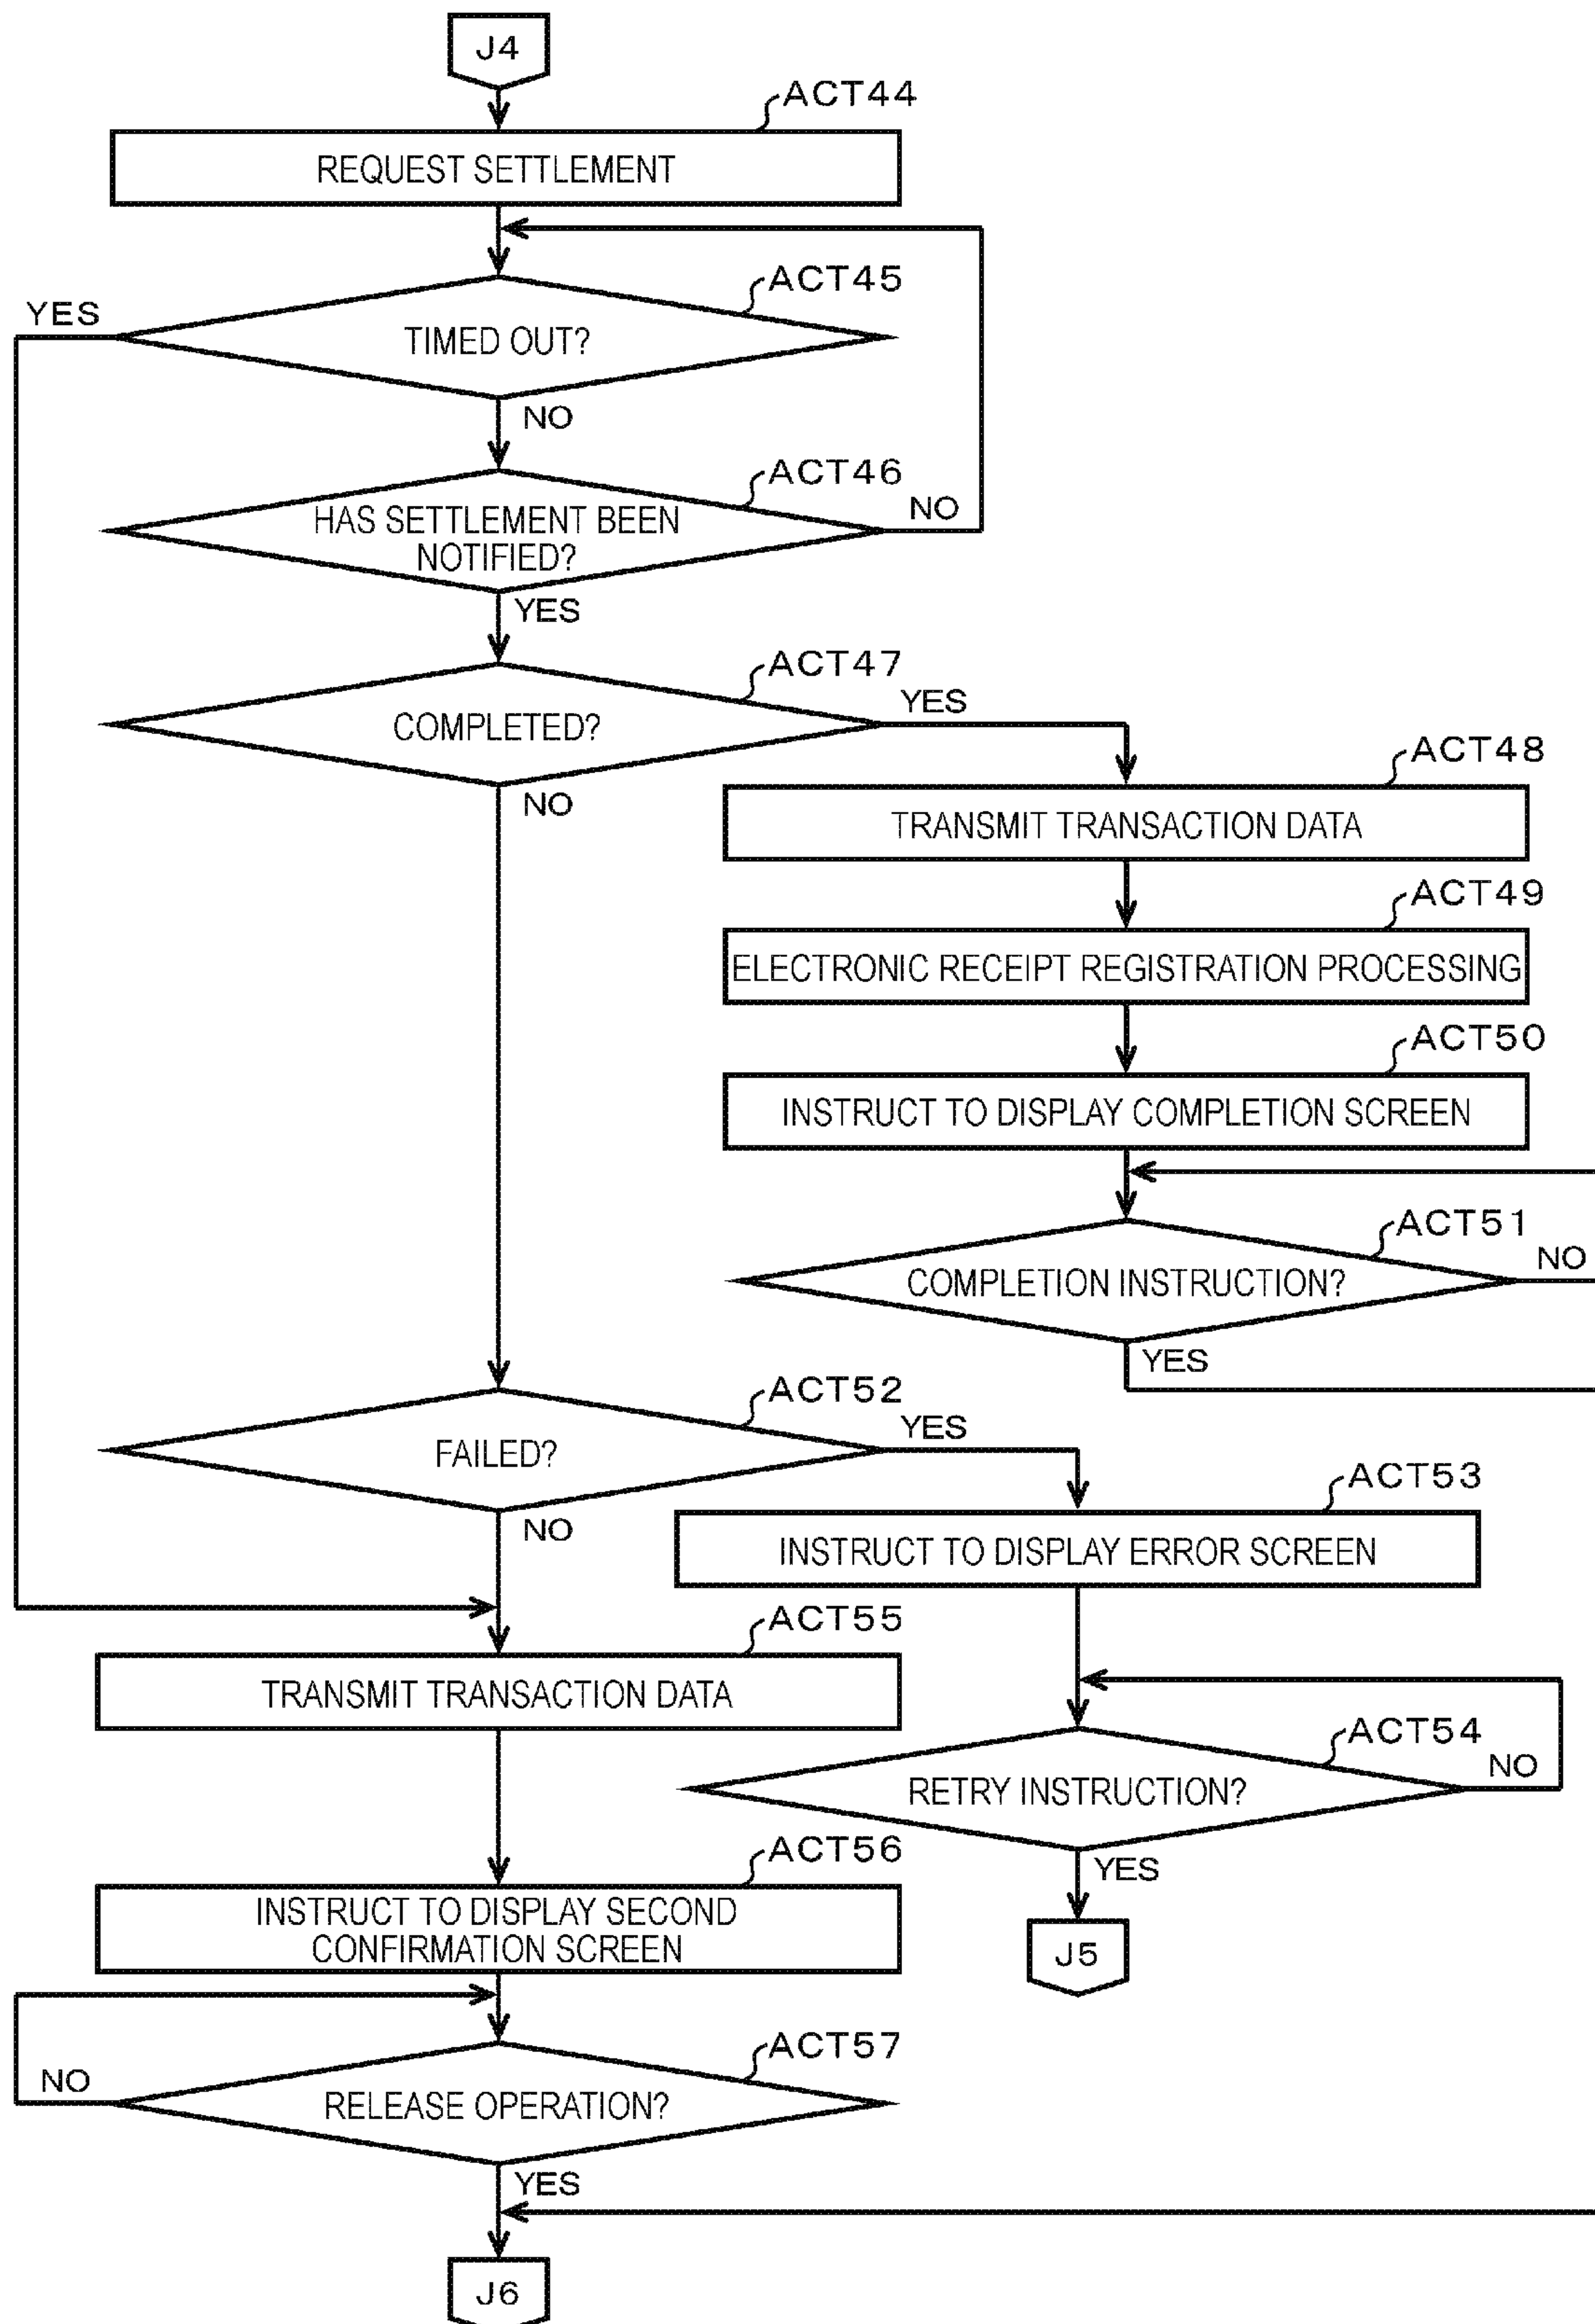 J4
ACT44
REQUEST SETTLEMENT
ACT45
YES
TIMED OUT?
NO
ACT46
HAS SETTLEMENT BEEN
NOTIFIED?
NO
YES
ACT47
COMPLETED?
YES
NO
ACT48
TRANSMIT TRANSACTION DATA
ACT49
ELECTRONIC RECEIPT REGISTRATION PROCESSING
ACT50
INSTRUCT TO DISPLAY COMPLETION SCREEN
ACT51
COMPLETION INSTRUCTION?
NO
YES
ACT52
FAILED?
YES
NO
ACT53
INSTRUCT TO DISPLAY ERROR SCREEN
ACT55
TRANSMIT TRANSACTION DATA
ACT54
RETRY INSTRUCTION?
NO
YES
J5
ACT56
INSTRUCT TO DISPLAY SECOND
CONFIRMATION SCREEN
ACT57
NO
RELEASE OPERATION?
YES
J6